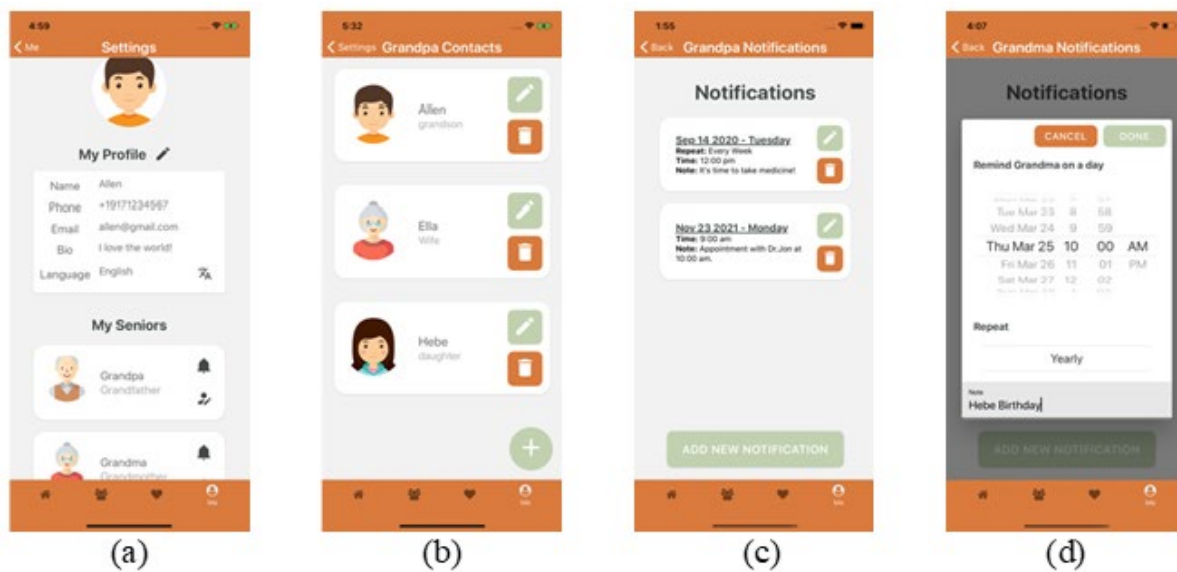 4:59
Me
Settings
My Profile
Name Allen
Phone +19171234567
Email allen@gmail.com
Bio I love the world!
Language English
My Seniors
Grandpa
Grandfather
Grandma
Grandmother
Me
(a)
5:32
Settings Grandpa Contacts
Allen
grandson
Ella
Wife
Hebe
daughter
Me
(b)
1:55
Back Grandpa Notifications
Notifications
Sep 14 2020 - Tuesday
Repeat: Every Week
Time: 12:00 pm
Note: It's time to take medicine!
Nov 23 2021 - Monday
Time: 9:00 am
Note: Appointment with Dr.Jon at
10:00 am.
ADD NEW NOTIFICATION
Me
(c)
4:07
Back Grandma Notifications
Notifications
CANCEL DONE
Remind Grandma on a day
Tue Mar 23 8 58
Wed Mar 24 9 59
Thu Mar 25 10 00 AM
Fri Mar 26 11 01 PM
Sat Mar 27 12 02
Repeat
Yearly
Note
Hebe Birthday
ADD NEW NOTIFICATION
Me
(d)